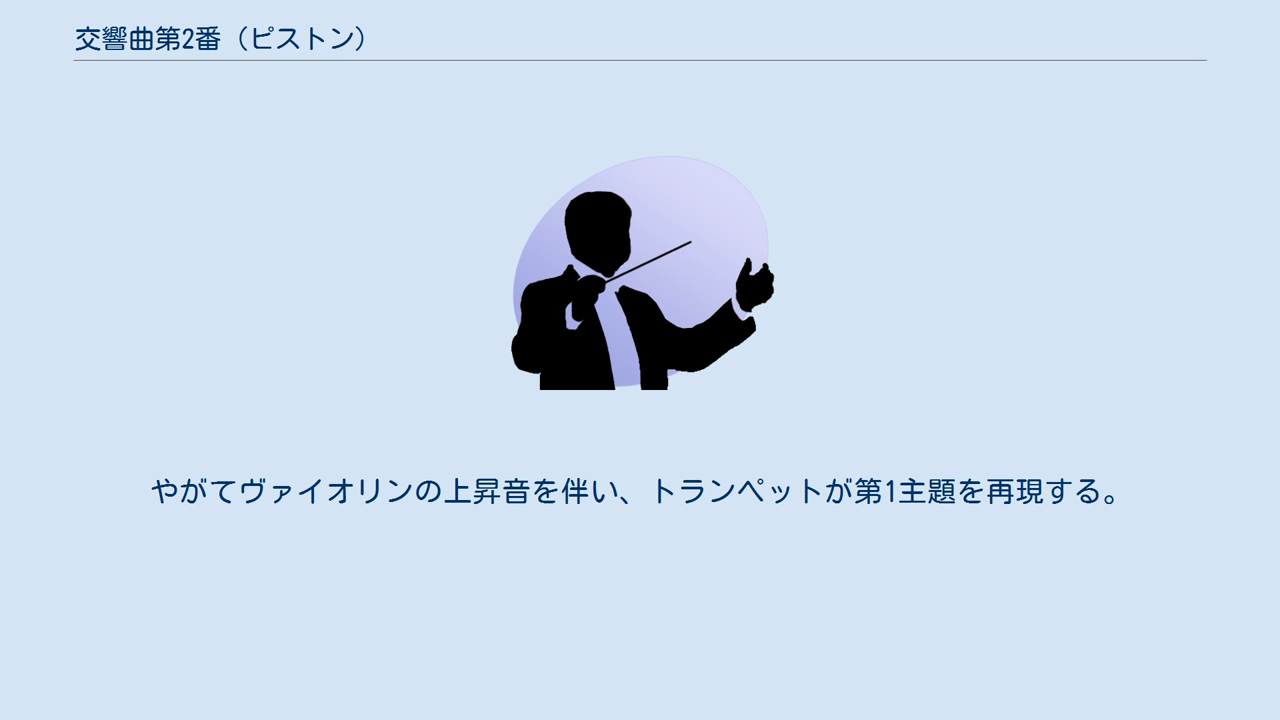 交響曲第2番（ピストン）
やがてヴァイオリンの上昇音を伴い、トランペットが第1主題を再現する。